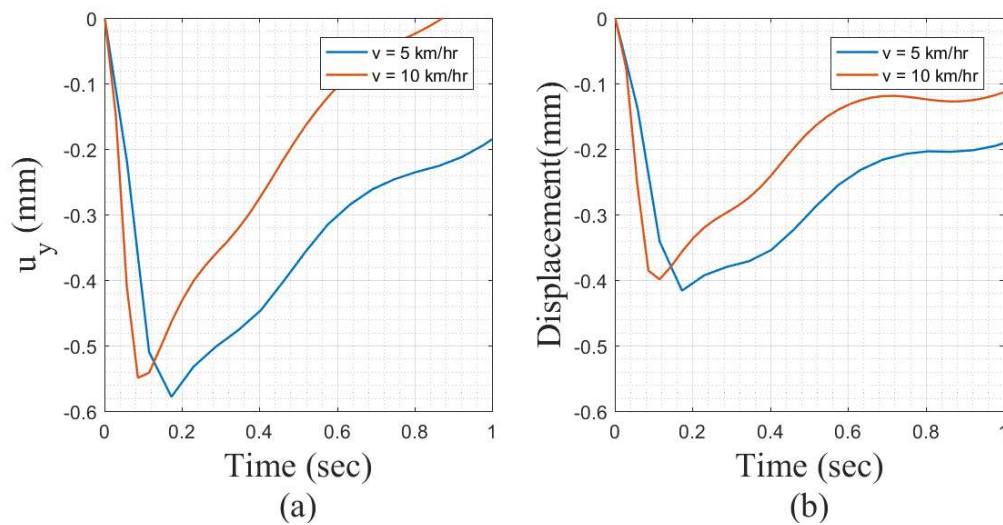 0
-0.1
-0.2
-0.3
-0.4
-0.5
-0.6
u_y (mm)
v = 5 km/hr
v = 10 km/hr
0 0.2 0.4 0.6 0.8 1
Time (sec)
(a)
0
-0.1
-0.2
-0.3
-0.4
-0.5
-0.6
Displacement(mm)
v = 5 km/hr
v = 10 km/hr
0 0.2 0.4 0.6 0.8 1
Time (sec)
(b)